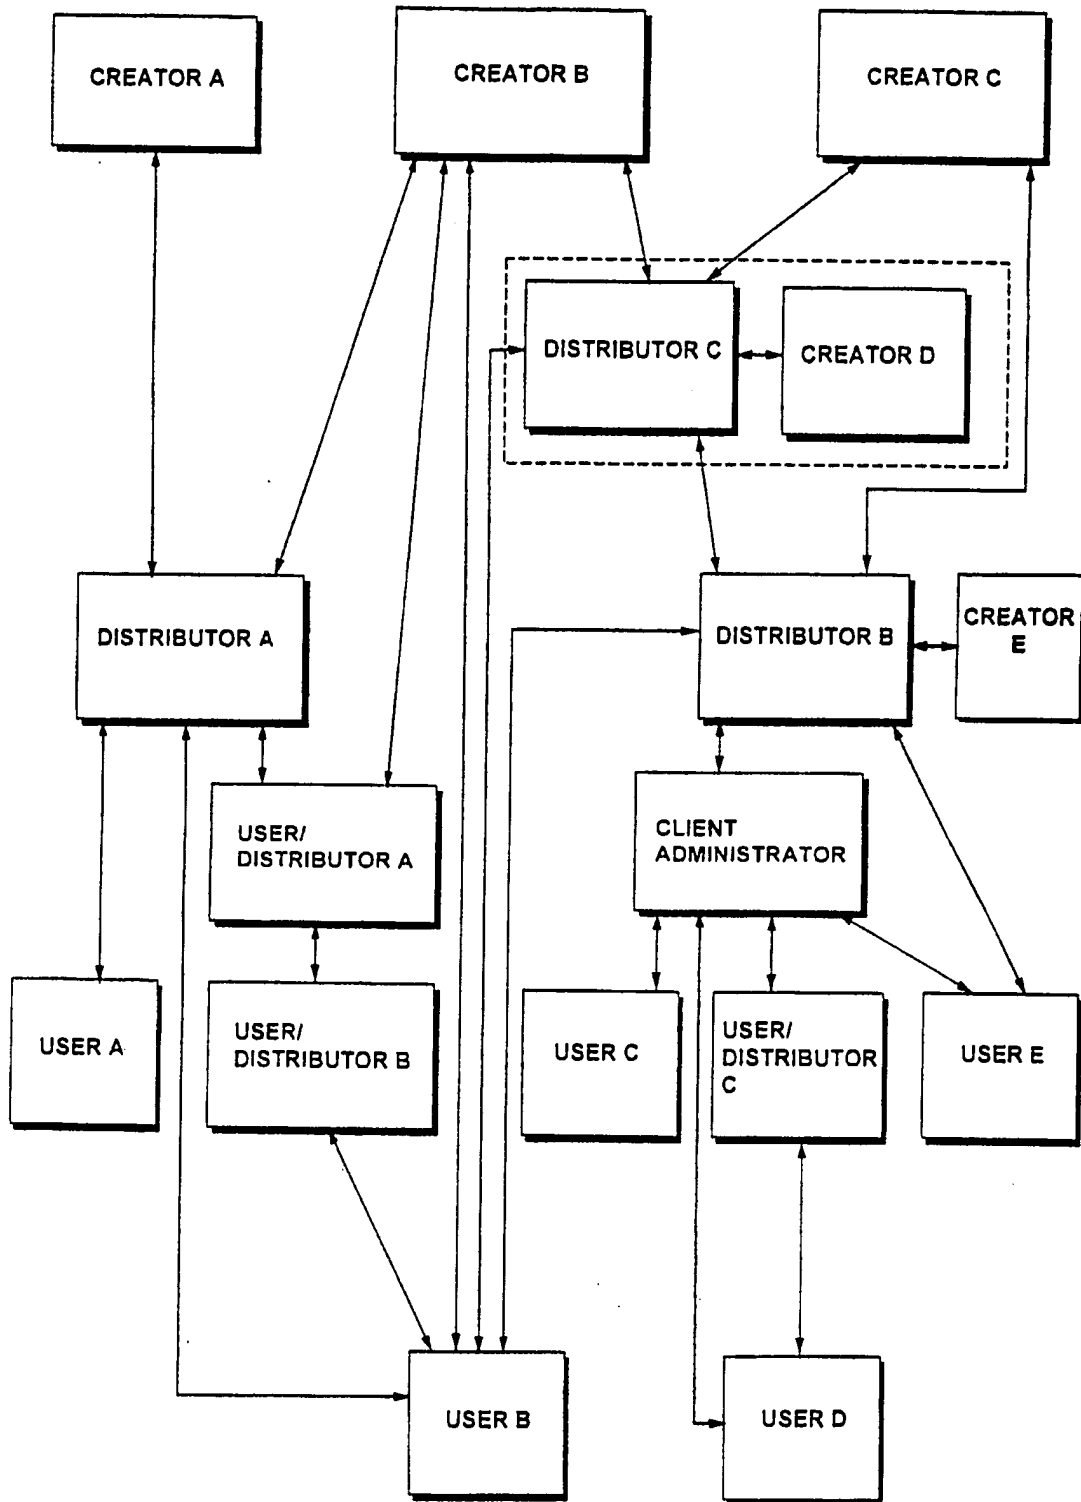 CREATOR A
CREATOR B
CREATOR C
DISTRIBUTOR C
CREATOR D
DISTRIBUTOR A
DISTRIBUTOR B
CREATOR
E
USER/
DISTRIBUTOR A
CLIENT
ADMINISTRATOR
USER A
USER/
DISTRIBUTOR B
USER C
USER/
DISTRIBUTOR
C
USER E
USER B
USER D